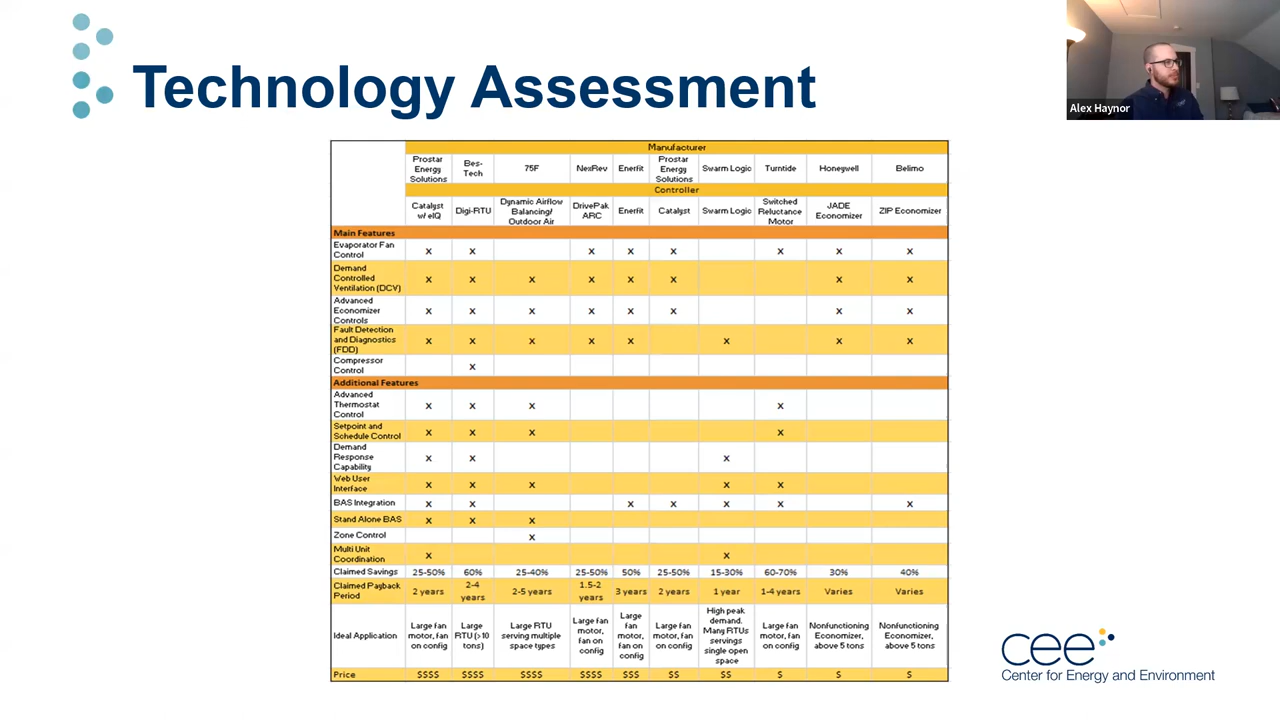 Technology Assessment
Alex Haynor
Manufacturer
Prostar Energy Solutions Bes-Tech 75F NexRev Enerfit Prostar Energy Solutions Swarm Logic Turntide Honeywell Belimo
Controller
Catalyst w/ eIQ Digi-RTU Dynamic Airflow Balancing/ Outdoor Air DrivePak ARC Enerfit Catalyst Swarm Logic Switched Reluctance Motor JADE Economizer ZIP Economizer
Main Features
Evaporator Fan Control x x x x x x x x
Demand Controlled Ventilation (DCV) x x x x x x x x
Advanced Economizer Controls x x x x x x x x
Fault Detection and Diagnostics (FDD) x x x x x x x x
Compressor Control x
Additional Features
Advanced Thermostat Control x x x x
Setpoint and Schedule Control x x x x
Demand Response Capability x x x
Web User Interface x x x x x
BAS Integration x x x x x x x
Stand Alone BAS x x x
Zone Control x
Multi Unit Coordination x x
Claimed Savings 25-50% 60% 25-40% 25-50% 50% 25-50% 15-30% 60-70% 30% 40%
Claimed Payback Period 2 years 2-4 years 2-5 years 1.5-2 years 3 years 2 years 1 year 1-4 years Varies Varies
Ideal Application Large fan motor, fan on config Large RTU (>10 tons) Large RTU serving multiple space types Large fan motor, fan on config Large fan motor, fan on config Large fan motor, fan on config High peak demand. Many RTUs servings single open space Large fan motor, fan on config Nonfunctioning Economizer, above 5 tons Nonfunctioning Economizer, above 5 tons
Price $$$$ $$$$ $$$$ $$$$ $$$ $$ $$ $ $ $
cee
Center for Energy and Environment